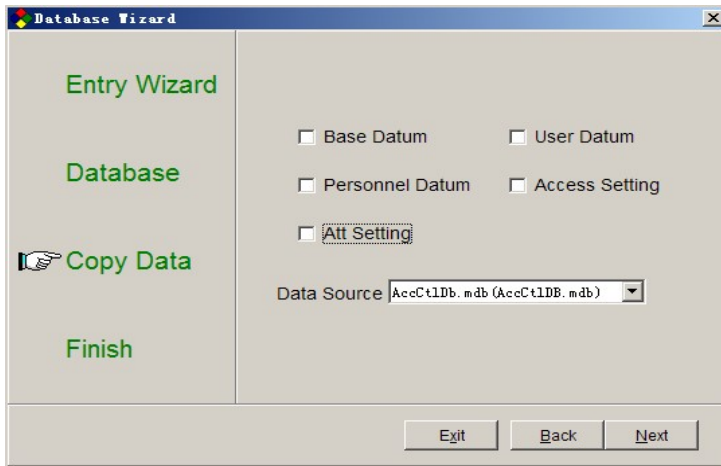 Database Wizard
Entry Wizard
Database
Copy Data
Finish
Base Datum
User Datum
Personnel Datum
Access Setting
Att Setting
Data Source AccCtlDb.mdb(AccCtlDB.mdb)
Exit
Back
Next